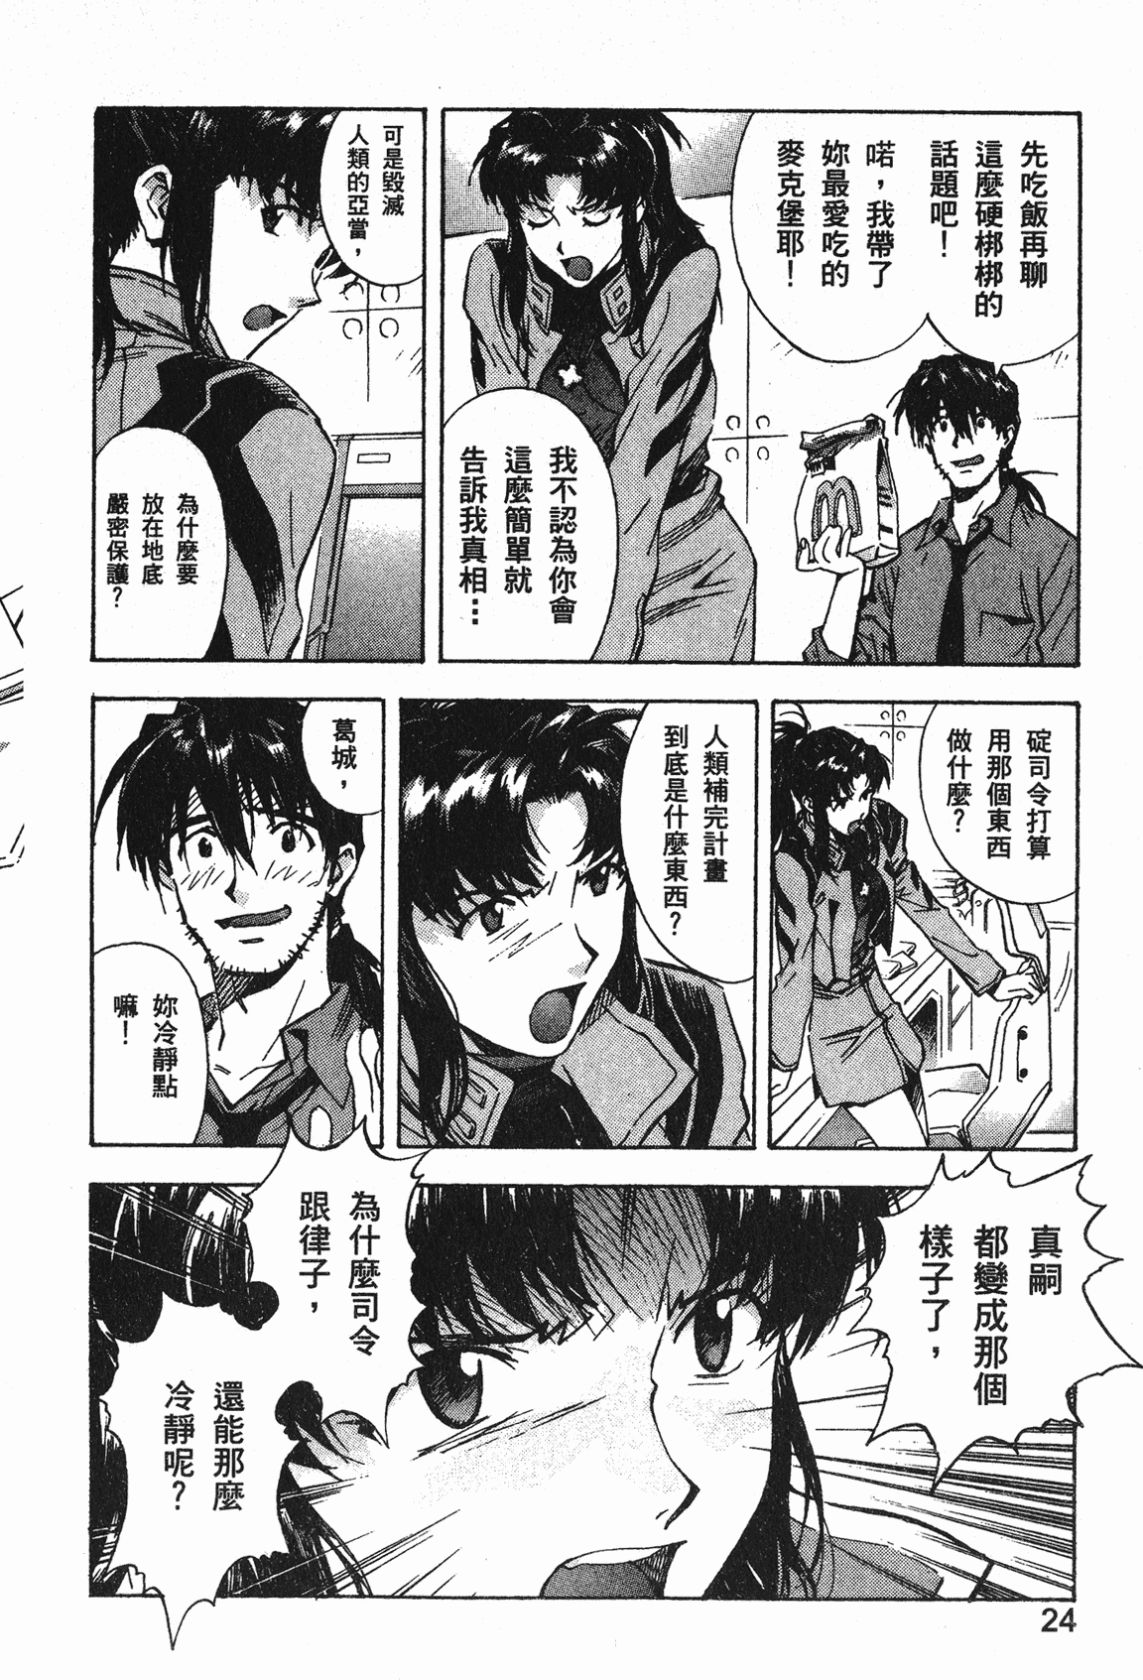 先吃飯再聊
這麼硬梆梆的
話題吧！
喏，我帶了
妳最愛吃的
麥克堡耶！
我不認為你會
這麼簡單就
告訴我真相…
可是毀滅
人類的亞當，
為什麼要
放在地底
嚴密保護？
碇司令打算
用那個東西
做什麼？
人類補完計畫
到底是什麼東西？
葛城，
妳冷靜點
嘛！
真嗣
都變成那個
樣子了，
為什麼司令
跟律子，
還能那麼
冷靜呢？
24